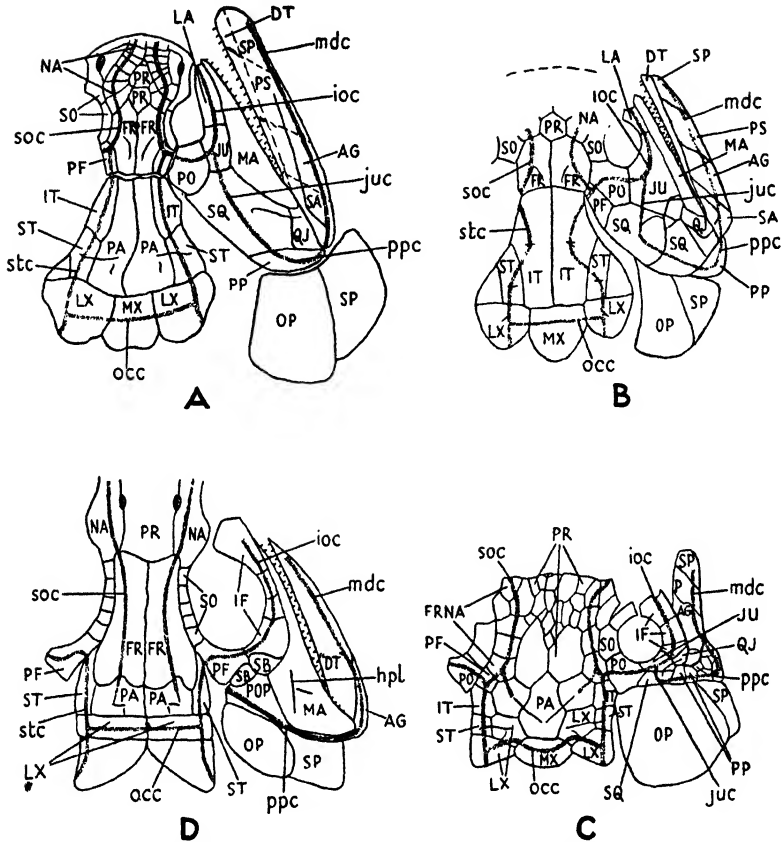 LA
DT
SP
mdc
NA
PR
PS
SO
PR
ioc
soc
FR
FR
JU
MA
AG
PF
PO
juc
IT
IT
SQ
SA
ST
PA
PA
ST
QJ
ppc
stc
PP
LX
MX
LX
OP
SP
occ
A
LA
DT
SP
IOC
mdc
PR
NA
PS
SO
SO
MA
AG
soc
FR
FR
PO
JU
juc
PF
stc
SQ
SQ
QJ
SA
ppc
ST
IT
IT
ST
PP
LX
LX
MX
OP
SP
occ
B
NA
PR
NA
ioc
mdc
soc
SO
IF
FR
FR
PF
PF
SB
SB
DT
hpl
ST
PA
PA
POP
MA
AG
stc
OP
SP
LX
occ
ST
ppc
D
PR
soc
ioc
SP
P
mdc
FRNA
SO
IF
AG
JU
PF
PO
PO
QJ
ppc
IT
PA
IT
SP
ST
LX
ST
OP
LX
MX
LX
occ
SQ
juc
PP
C